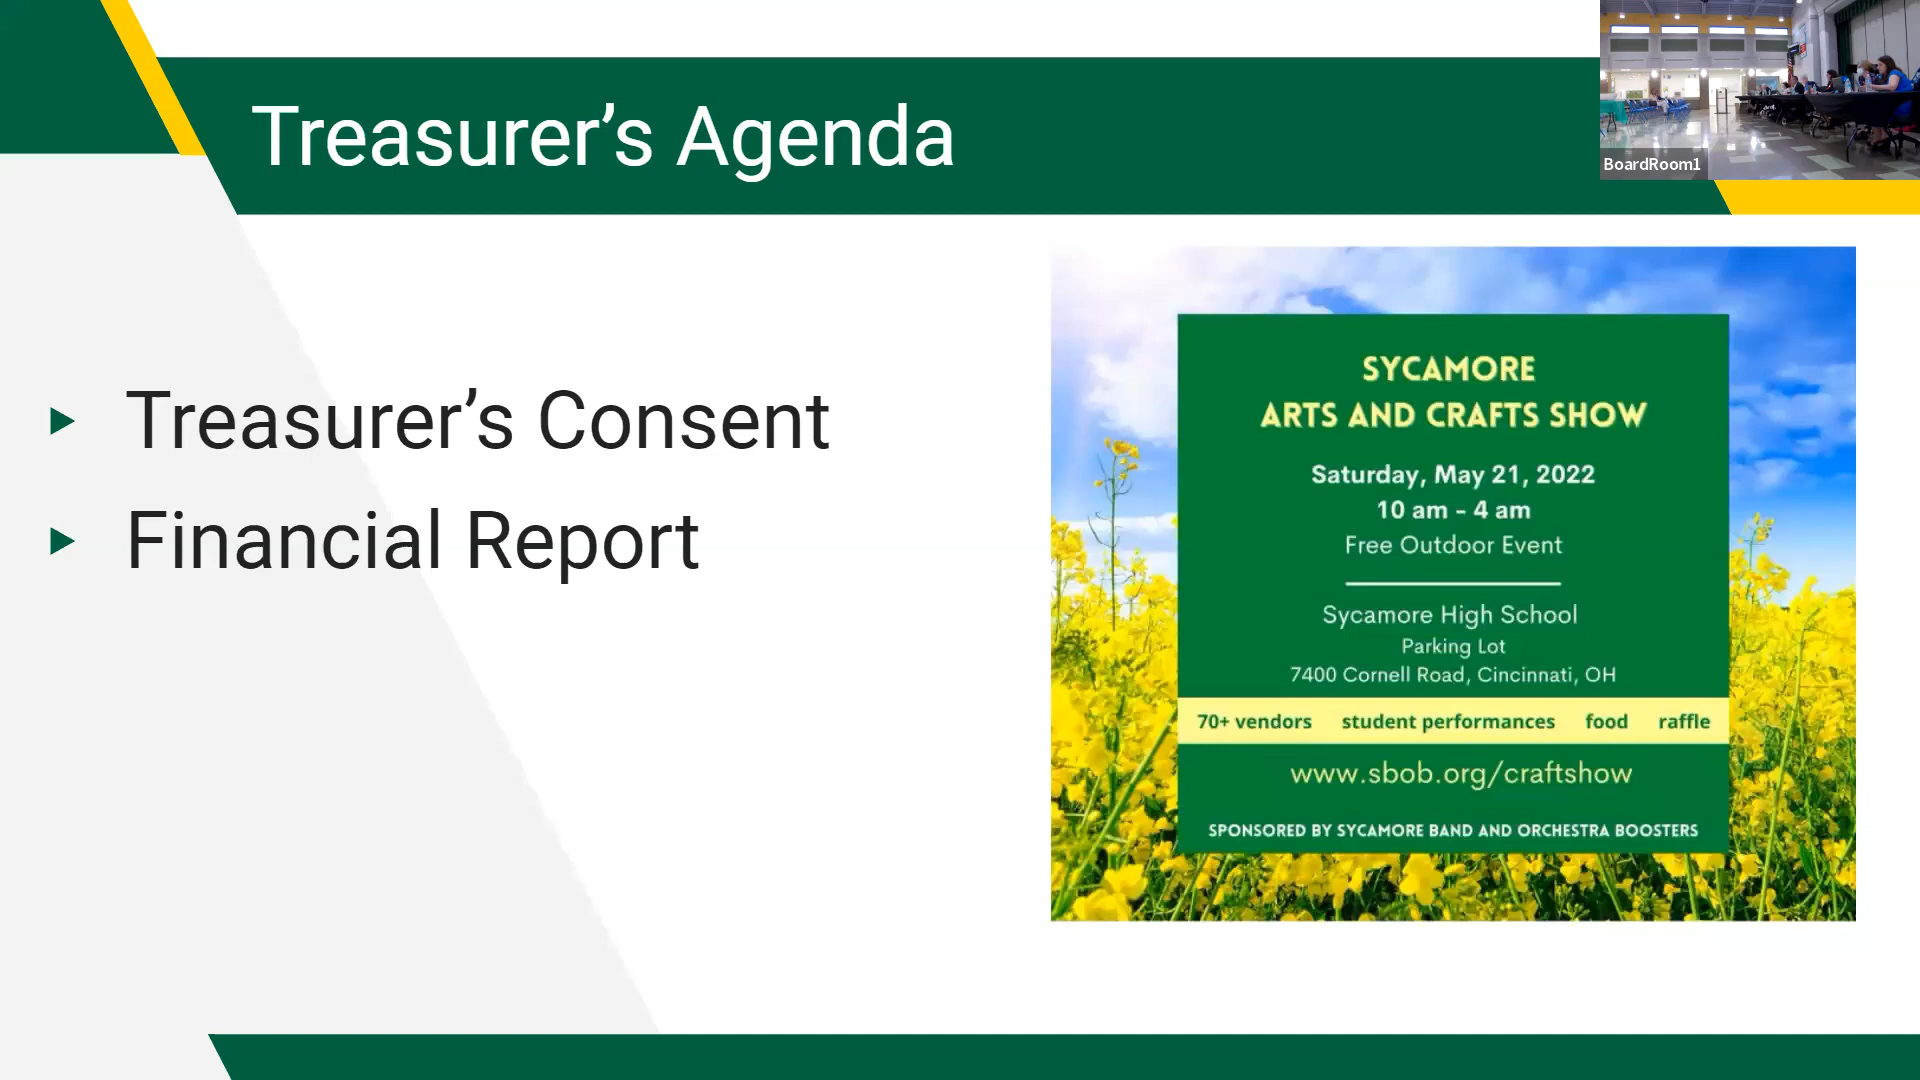 Treasurer’s Agenda
BoardRoom1
Treasurer’s Consent
Financial Report
SYCAMORE
ARTS AND CRAFTS SHOW
Saturday, May 21, 2022
10 am - 4 am
Free Outdoor Event
Sycamore High School
Parking Lot
7400 Cornell Road, Cincinnati, OH
70+ vendors student performances food raffle
www.sbob.org/craftshow
SPONSORED BY SYCAMORE BAND AND ORCHESTRA BOOSTERS